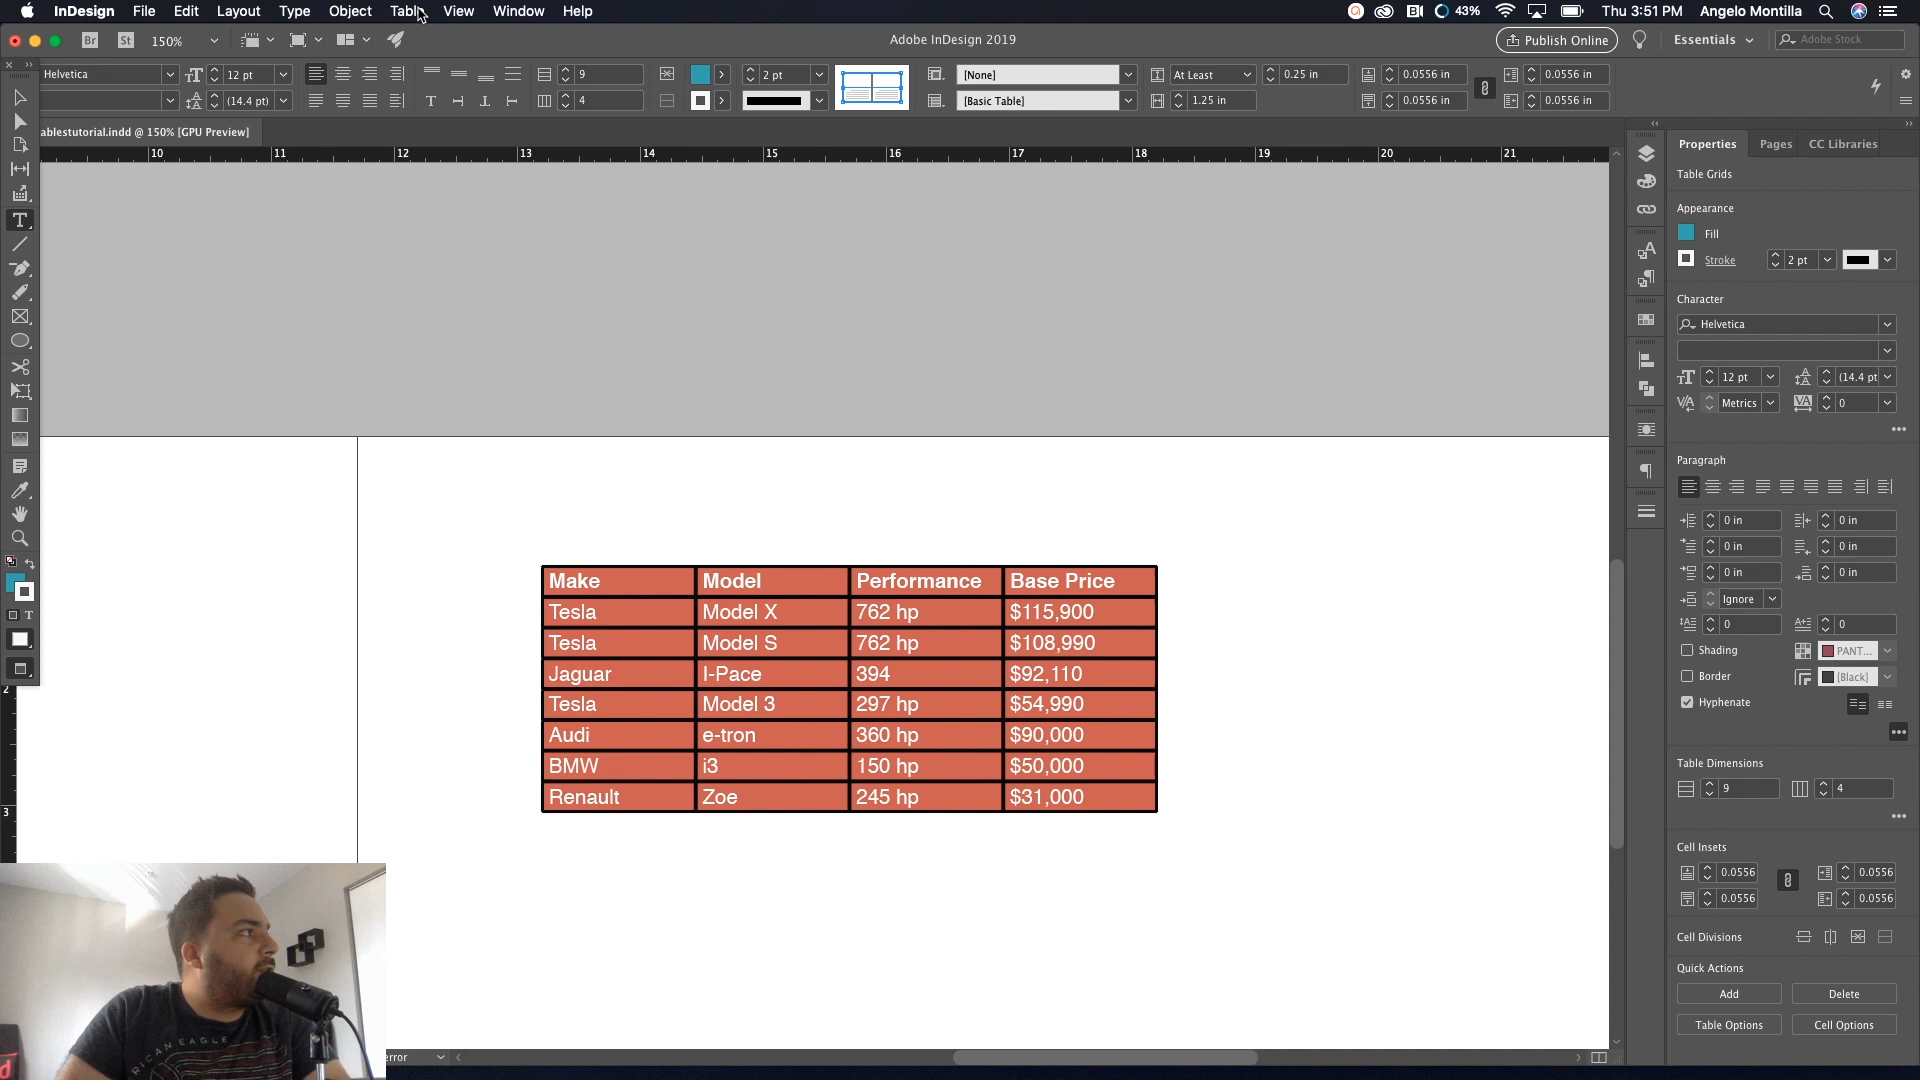 InDesign File Edit Layout Type Object Table View Window Help
43% Thu 3:51 PM Angelo Montilla
Br St 150% Adobe InDesign 2019 Publish Online Essentials Adobe Stock
Helvetica 12 pt 9 2 pt [None] At Least 0.25 in 0.0556 in 0.0556 in
(14.4 pt) 4 [Basic Table] 1.25 in 0.0556 in 0.0556 in
ablestutorial.indd @ 150% [GPU Preview]
10 11 12 13 14 15 16 17 18 19 20 21
Properties Pages CC Libraries
Table Grids
Appearance
Fill
Stroke 2 pt
Character
Helvetica
12 pt (14.4 pt
Metrics 0
Paragraph
0 in 0 in
0 in 0 in
0 in 0 in
Ignore
0 0
Shading PANT...
Border [Black]
Hyphenate
Table Dimensions
9 4
Cell Insets
0.0556 0.0556
0.0556 0.0556
Cell Divisions
Quick Actions
Add Delete
Table Options Cell Options
Make Model Performance Base Price
Tesla Model X 762 hp $115,900
Tesla Model S 762 hp $108,990
Jaguar I-Pace 394 $92,110
Tesla Model 3 297 hp $54,990
Audi e-tron 360 hp $90,000
BMW i3 150 hp $50,000
Renault Zoe 245 hp $31,000
2
3
error
RICAN EAGLE